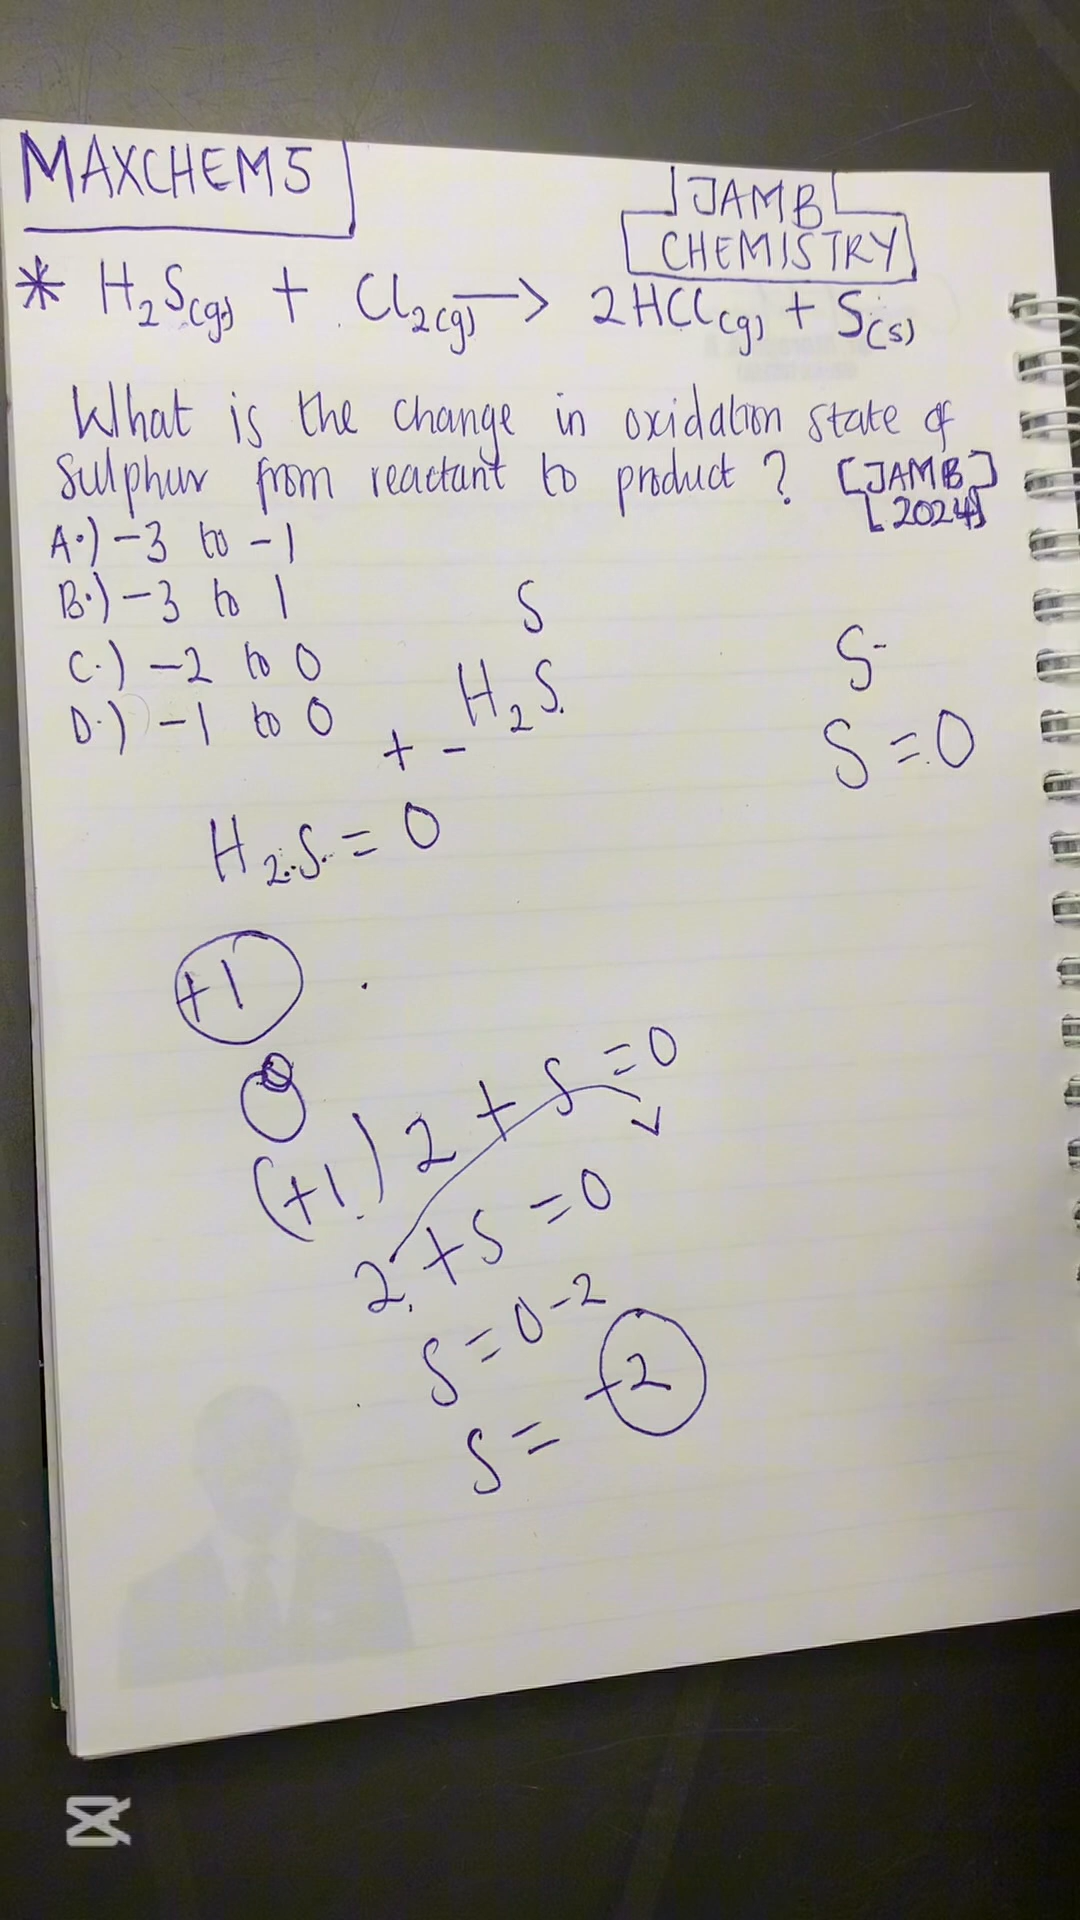 MAXCHEM5
JAMB
CHEMISTRY
* H₂S(g) + Cl₂(g) → 2HCl(g) + S(s)
What is the change in oxidation state of
Sulphur from reactant to product ? [JAMB]
[2024]
A.) -3 to -1
B.) -3 to 1
C.) -2 to 0
D.) -1 to 0
S
H₂S
+ -
S-
S = 0
H₂S = 0
+1
(+1) 2 + S = 0
2 + S = 0
S = 0 - 2
S = -2